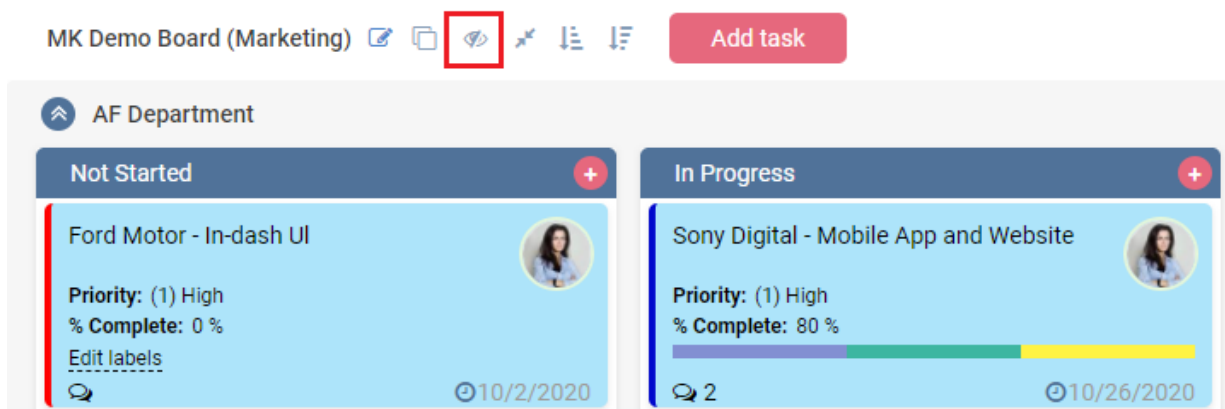 MK Demo Board (Marketing)
Add task
AF Department
Not Started
Ford Motor - In-dash UI
Priority: (1) High
% Complete: 0 %
Edit labels
10/2/2020
In Progress
Sony Digital - Mobile App and Website
Priority: (1) High
% Complete: 80 %
2
10/26/2020